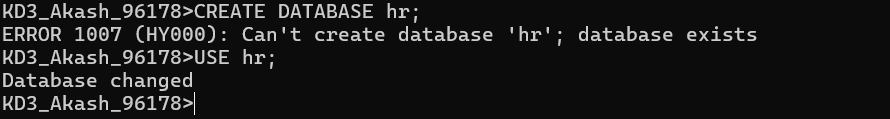 KD3_Akash_96178>CREATE DATABASE hr;
ERROR 1007 (HY000): Can't create database 'hr'; database exists
KD3_Akash_96178>USE hr;
Database changed
KD3_Akash_96178>